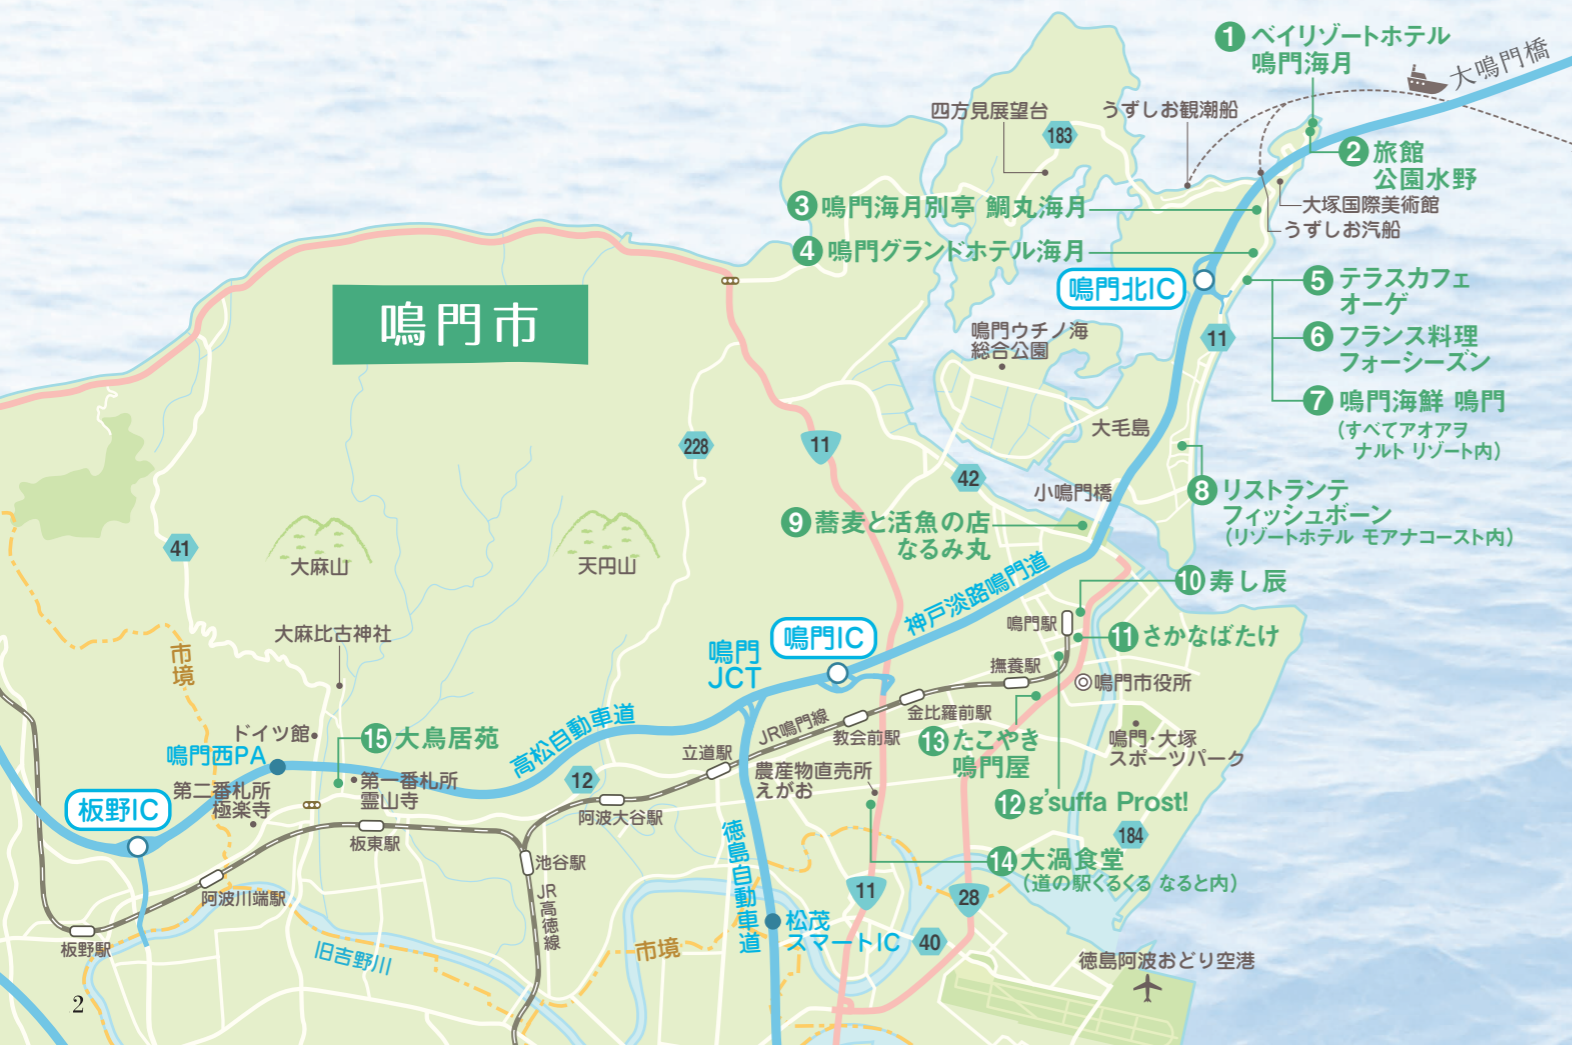 ① ベイリゾートホテル
鳴門海月
大鳴門橋
四方見展望台
うずしお観潮船
183
② 旅館
公園水野
③ 鳴門海月別亭 鯛丸海月
大塚国際美術館
うずしお汽船
④ 鳴門グランドホテル海月
鳴門北IC
⑤ テラスカフェ
オーゲ
鳴門市
鳴門ウチノ海
総合公園
11
⑥ フランス料理
フォーシーズン
⑦ 鳴門海鮮 鳴門
(すべてアオアヲ
ナルト リゾート内)
大毛島
228
11
42
小鳴門橋
⑧ リストランテ
フィッシュボーン
(リゾートホテル モアナコースト内)
⑨ 蕎麦と活魚の店
なるみ丸
41
大麻山
天円山
神戸淡路鳴門道
⑩ 寿し辰
大麻比古神社
鳴門駅
⑪ さかなばたけ
市境
鳴門
JCT
鳴門IC
撫養駅
鳴門市役所
金比羅前駅
ドイツ館
⑮ 大鳥居苑
高松自動車道
JR鳴門線
教会前駅
⑬ たこやき
鳴門屋
鳴門・大塚
スポーツパーク
鳴門西PA
立道駅
第二番札所
極楽寺
第一番札所
霊山寺
12
農産物直売所
えがお
板野IC
阿波大谷駅
⑫ g'suffa Prost!
板東駅
184
池谷駅
徳島自動車道
⑭ 大渦食堂
(道の駅くるくる なると内)
阿波川端駅
JR高徳線
11
28
松茂
スマートIC
40
板野駅
旧吉野川
市境
徳島阿波おどり空港
2